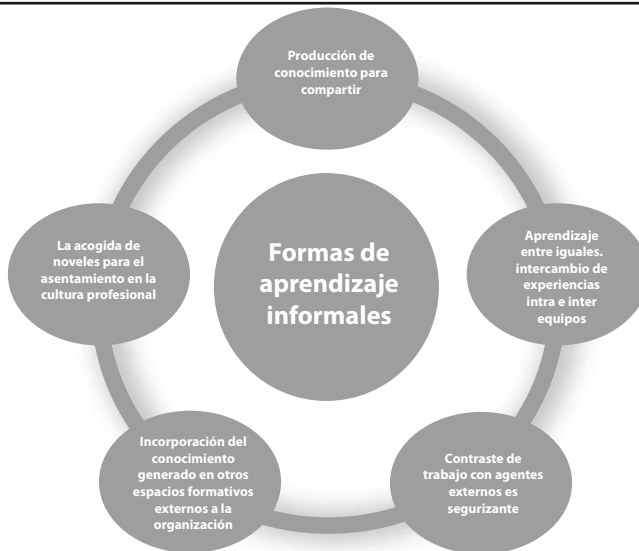 Producción de
conocimiento para
compartir
La acogida de
noveles para el
asentamiento en la
cultura profesional
Formas de
aprendizaje
informales
Aprendizaje
entre iguales.
intercambio de
experiencias
intra e inter
equipos
Incorporación del
conocimiento
generado en otros
espacios formativos
externos a la
organización
Contraste de
trabajo con agentes
externos es
segurizante